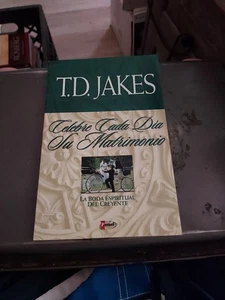 T.D. JAKES
Celebre Cada Día
Su Matrimonio
LA BODA ESPIRITUAL
DEL CREYENTE